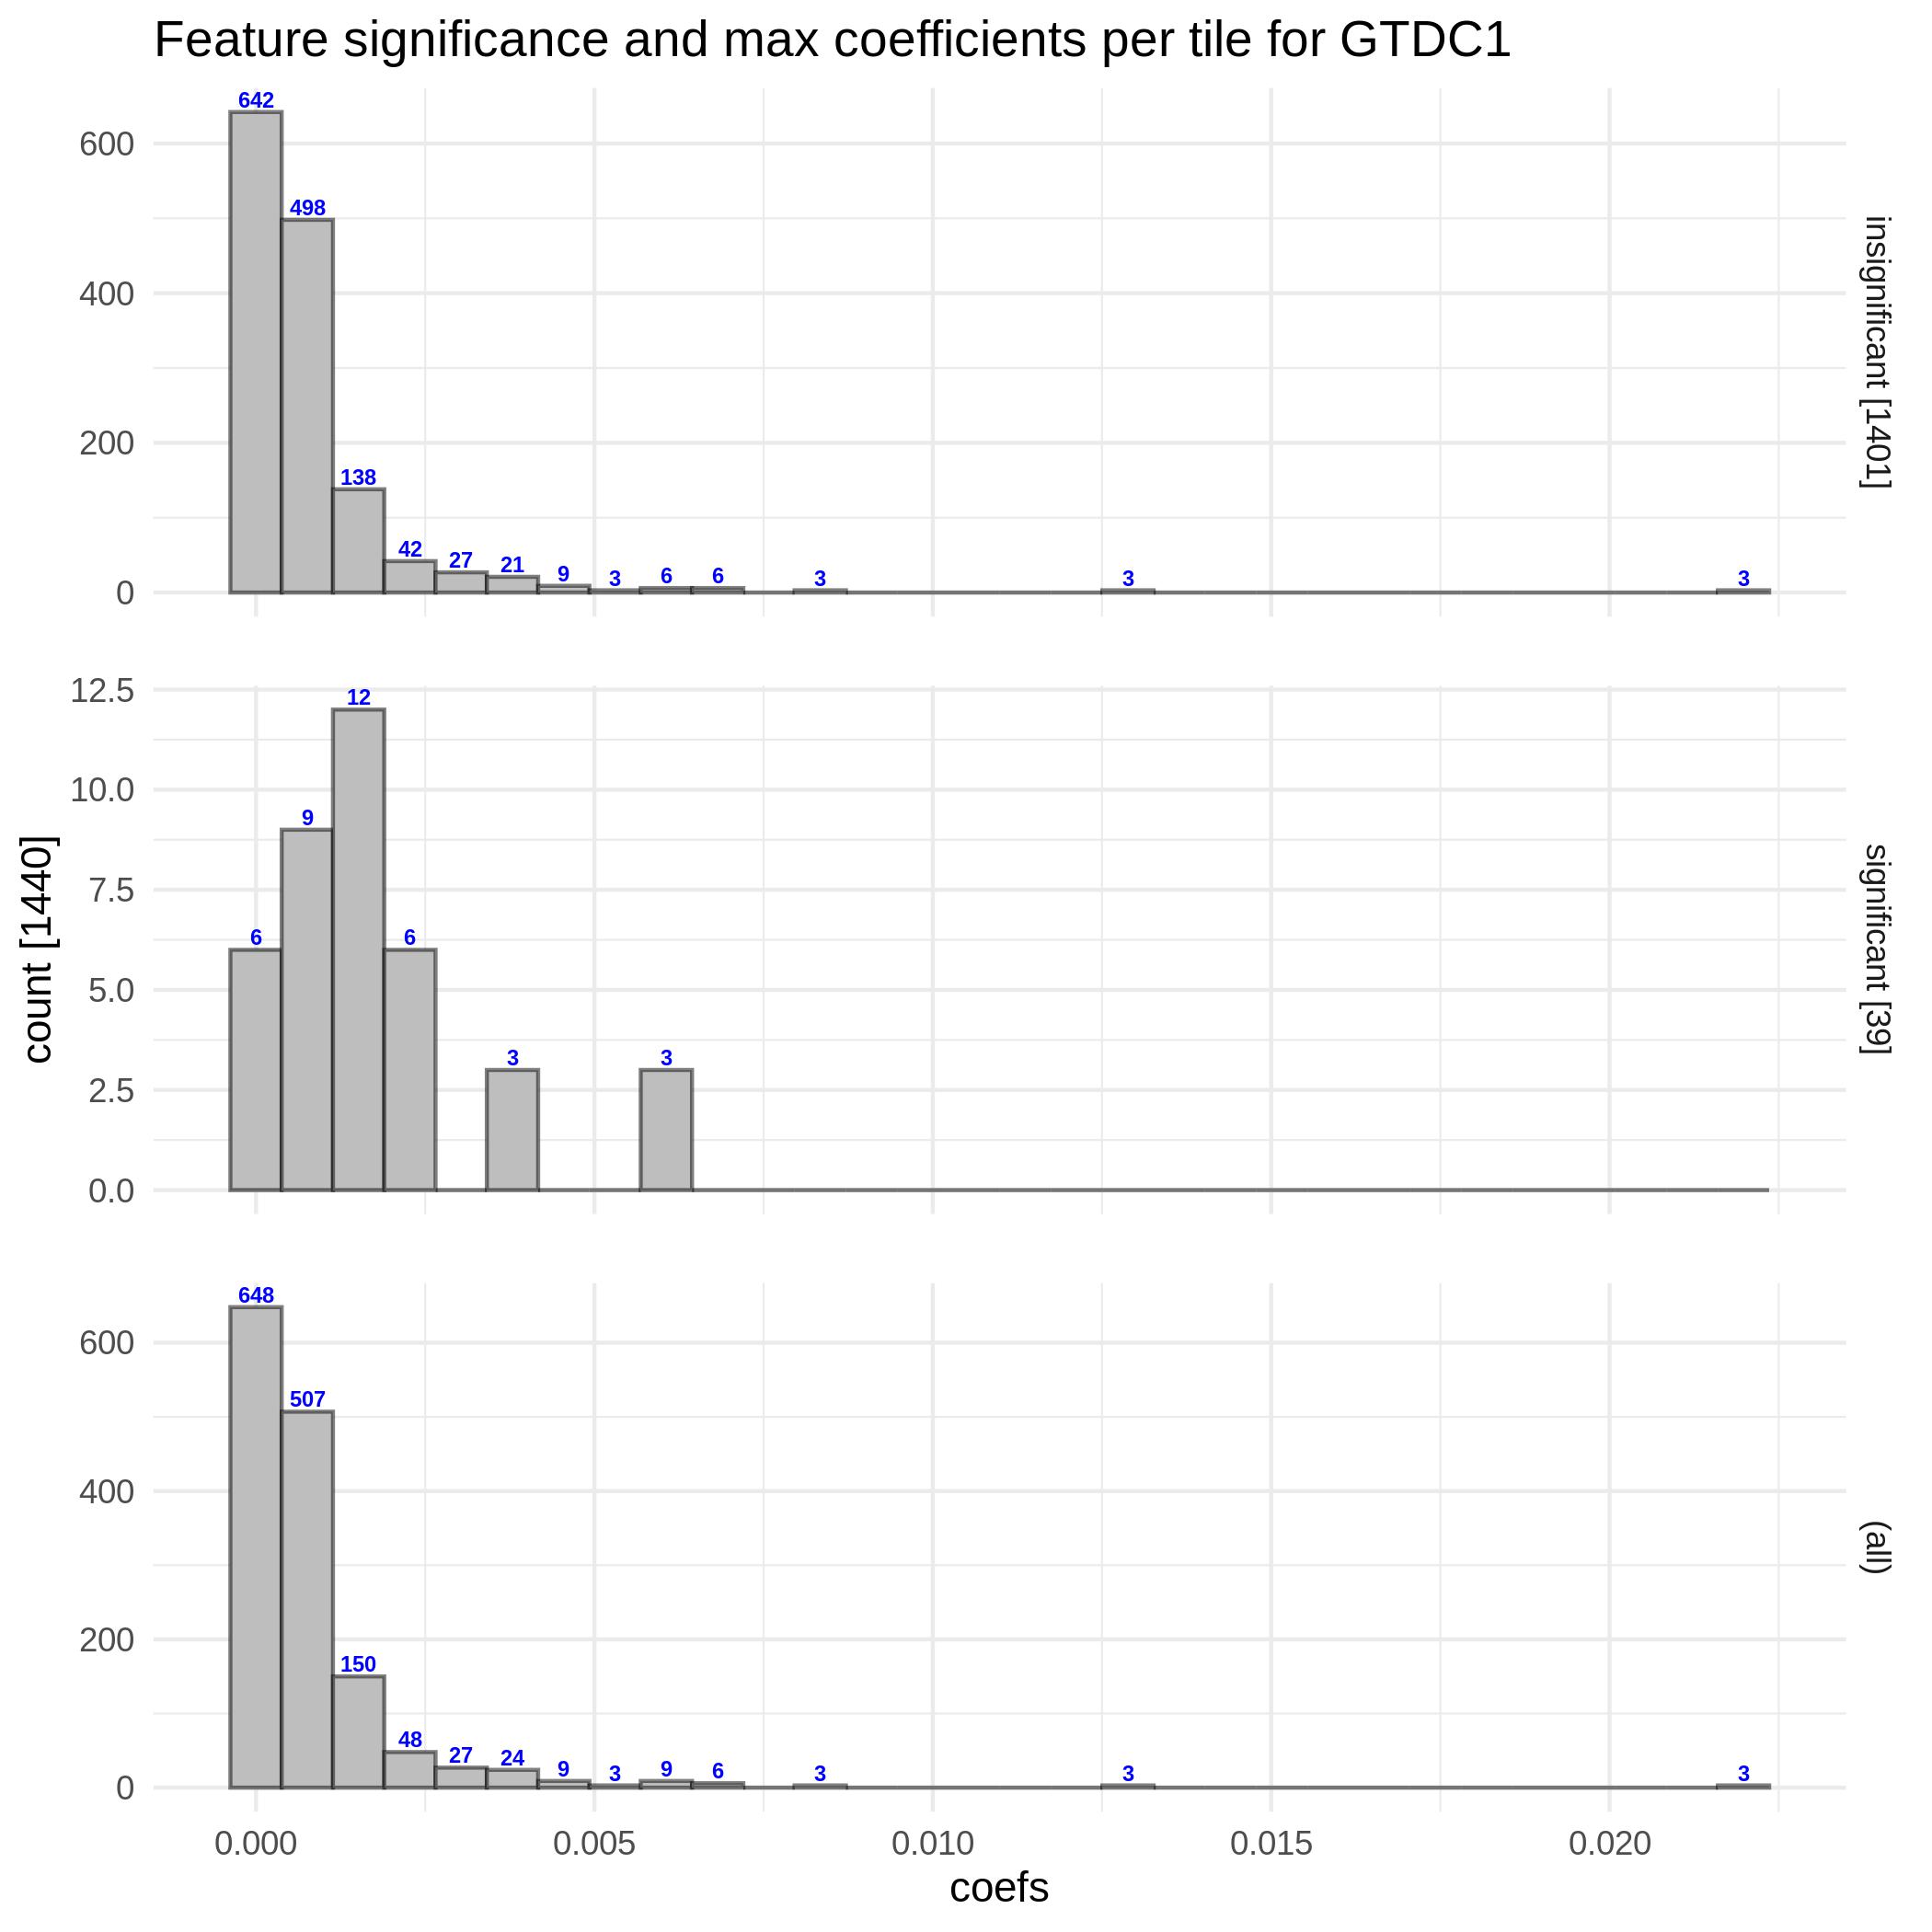 Feature significance and max coefficients per tile for GTDC1
642
600
498
400
200
138
42 27 21 9 3 6 6 3 3 3
0
insignificant [1401]
12.5
12
10.0
9
7.5
6 6
5.0
3 3
2.5
0.0
significant [39]
count [1440]
648
600
507
400
200
150
48 27 24 9 3 9 6 3 3 3
0
(all)
0.000 0.005 0.010 0.015 0.020
coefs